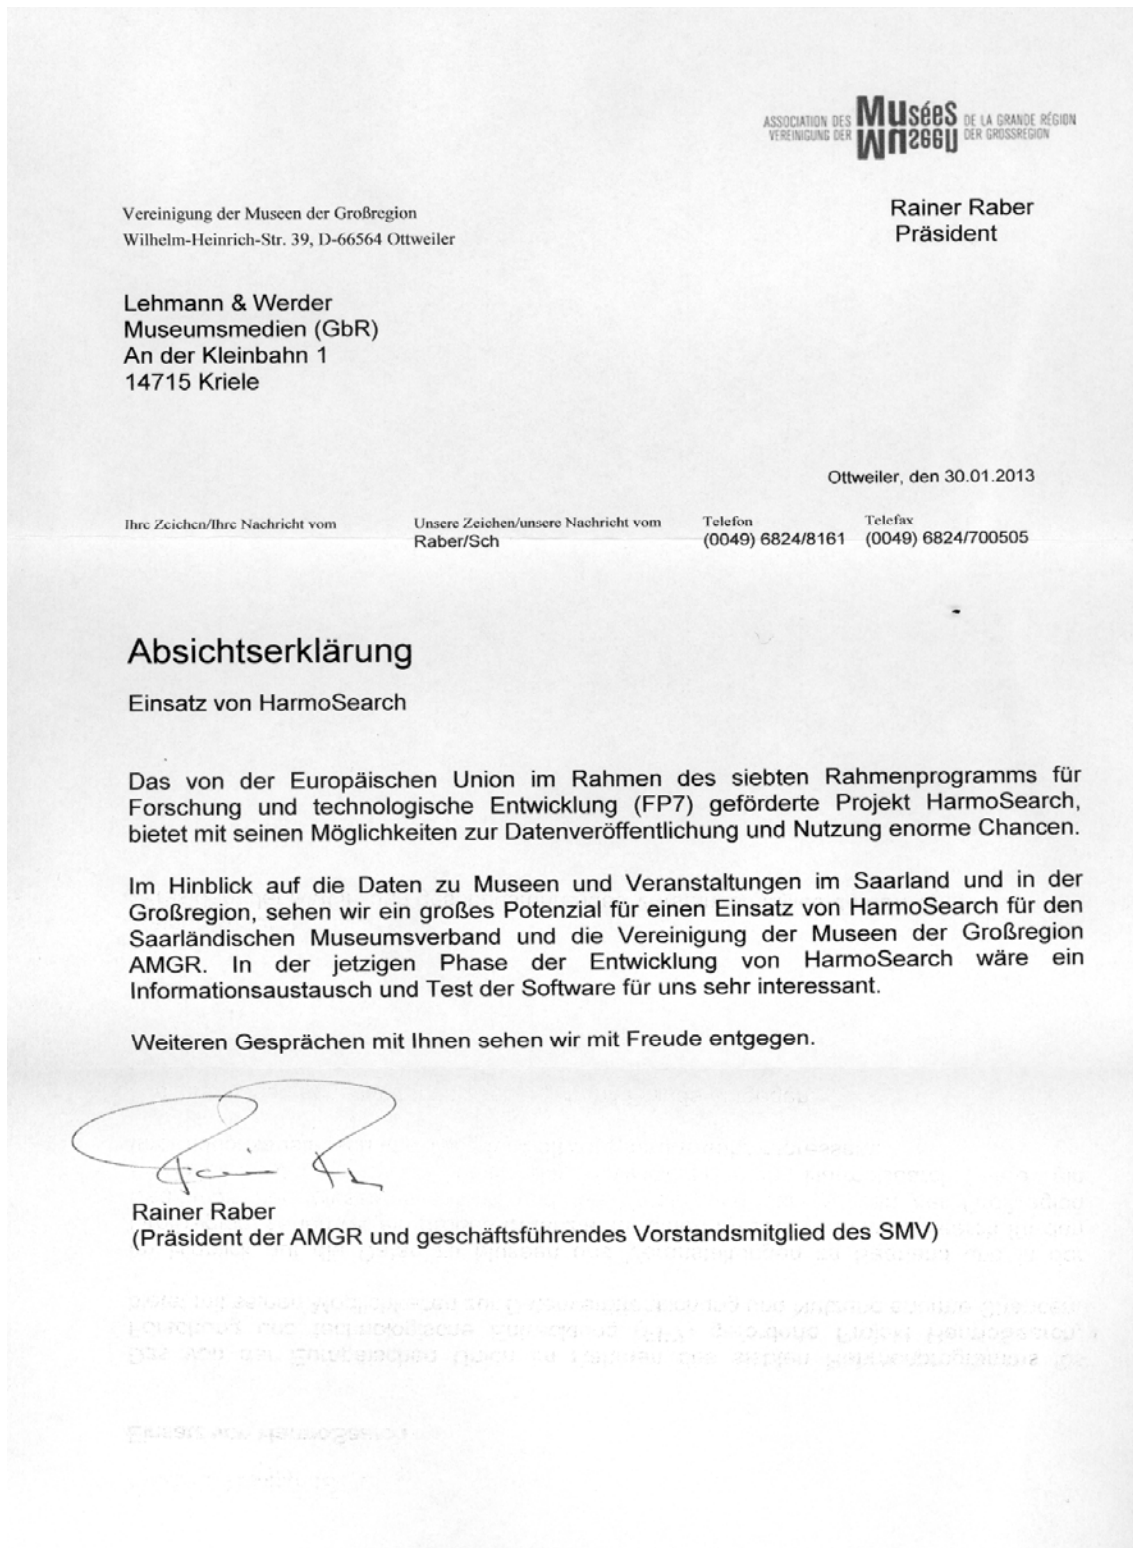 ASSOCIATION DES MUSéeS DE LA GRANDE RÉGION
VEREINIGUNG DER MUseen DER GROSSREGION
Vereinigung der Museen der Großregion
Wilhelm-Heinrich-Str. 39, D-66564 Ottweiler
Rainer Raber
Präsident
Lehmann & Werder
Museumsmedien (GbR)
An der Kleinbahn 1
14715 Kriele
Ottweiler, den 30.01.2013
Ihre Zeichen/Ihre Nachricht vom
Unsere Zeichen/unsere Nachricht vom
Raber/Sch
Telefon
(0049) 6824/8161
Telefax
(0049) 6824/700505
Absichtserklärung
Einsatz von HarmoSearch
Das von der Europäischen Union im Rahmen des siebten Rahmenprogramms für
Forschung und technologische Entwicklung (FP7) geförderte Projekt HarmoSearch,
bietet mit seinen Möglichkeiten zur Datenveröffentlichung und Nutzung enorme Chancen.
Im Hinblick auf die Daten zu Museen und Veranstaltungen im Saarland und in der
Großregion, sehen wir ein großes Potenzial für einen Einsatz von HarmoSearch für den
Saarländischen Museumsverband und die Vereinigung der Museen der Großregion
AMGR. In der jetzigen Phase der Entwicklung von HarmoSearch wäre ein
Informationsaustausch und Test der Software für uns sehr interessant.
Weiteren Gesprächen mit Ihnen sehen wir mit Freude entgegen.
Rainer Raber
(Präsident der AMGR und geschäftsführendes Vorstandsmitglied des SMV)